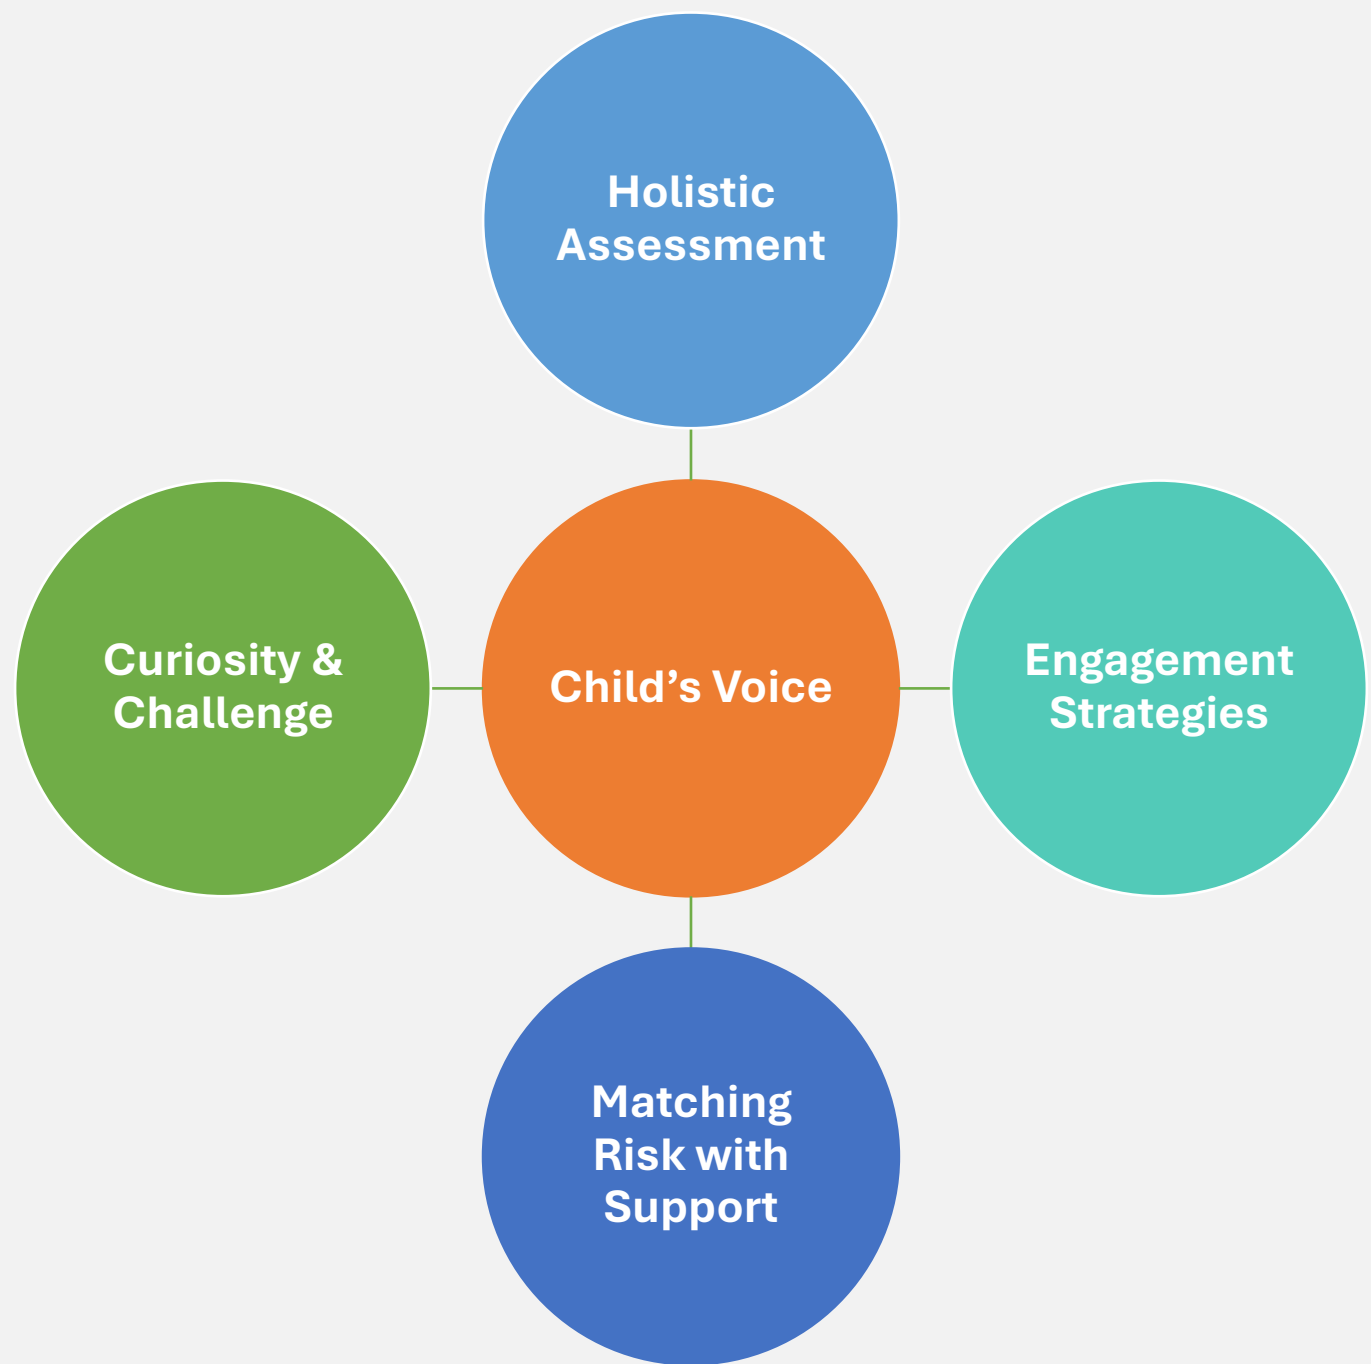 Holistic
Assessment
Curiosity &
Challenge
Child’s Voice
Engagement
Strategies
Matching
Risk with
Support